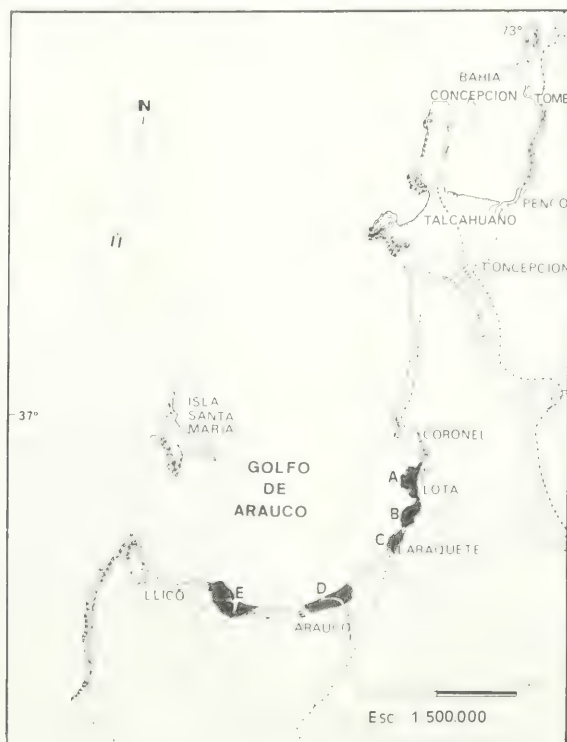 73°
BAHIA
CONCEPCION
TOME
N
PENCO
TALCAHUANO
CONCEPCION
37°
ISLA
SANTA
MARIA
CORONEL
GOLFO
DE
ARAUCO
A
LOTA
B
C
LARAQUETE
LLICO
E
D
ARAUCO
Esc 1 500.000